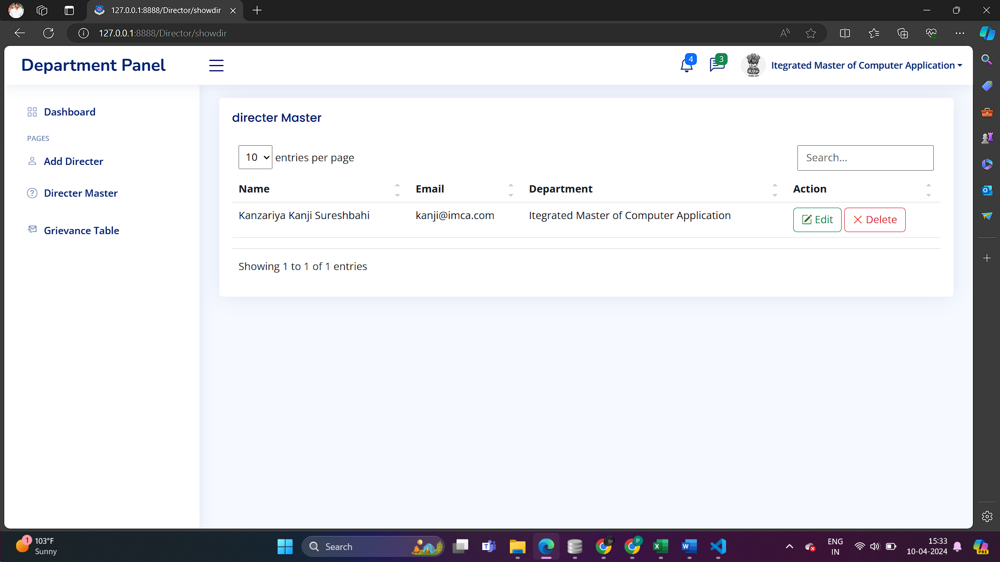 127.0.0.1:8888/Director/showdir
127.0.0.1:8888/Director/showdir
Department Panel
4
3
Itegrated Master of Computer Application
Dashboard
PAGES
Add Directer
Directer Master
Grievance Table
directer Master
10 entries per page
Search...
Name Email Department Action
Kanzariya Kanji Sureshbahi kanji@imca.com Itegrated Master of Computer Application Edit Delete
Showing 1 to 1 of 1 entries
1
103°F
Sunny
Search
P
ENG
IN
15:33
10-04-2024
PRE